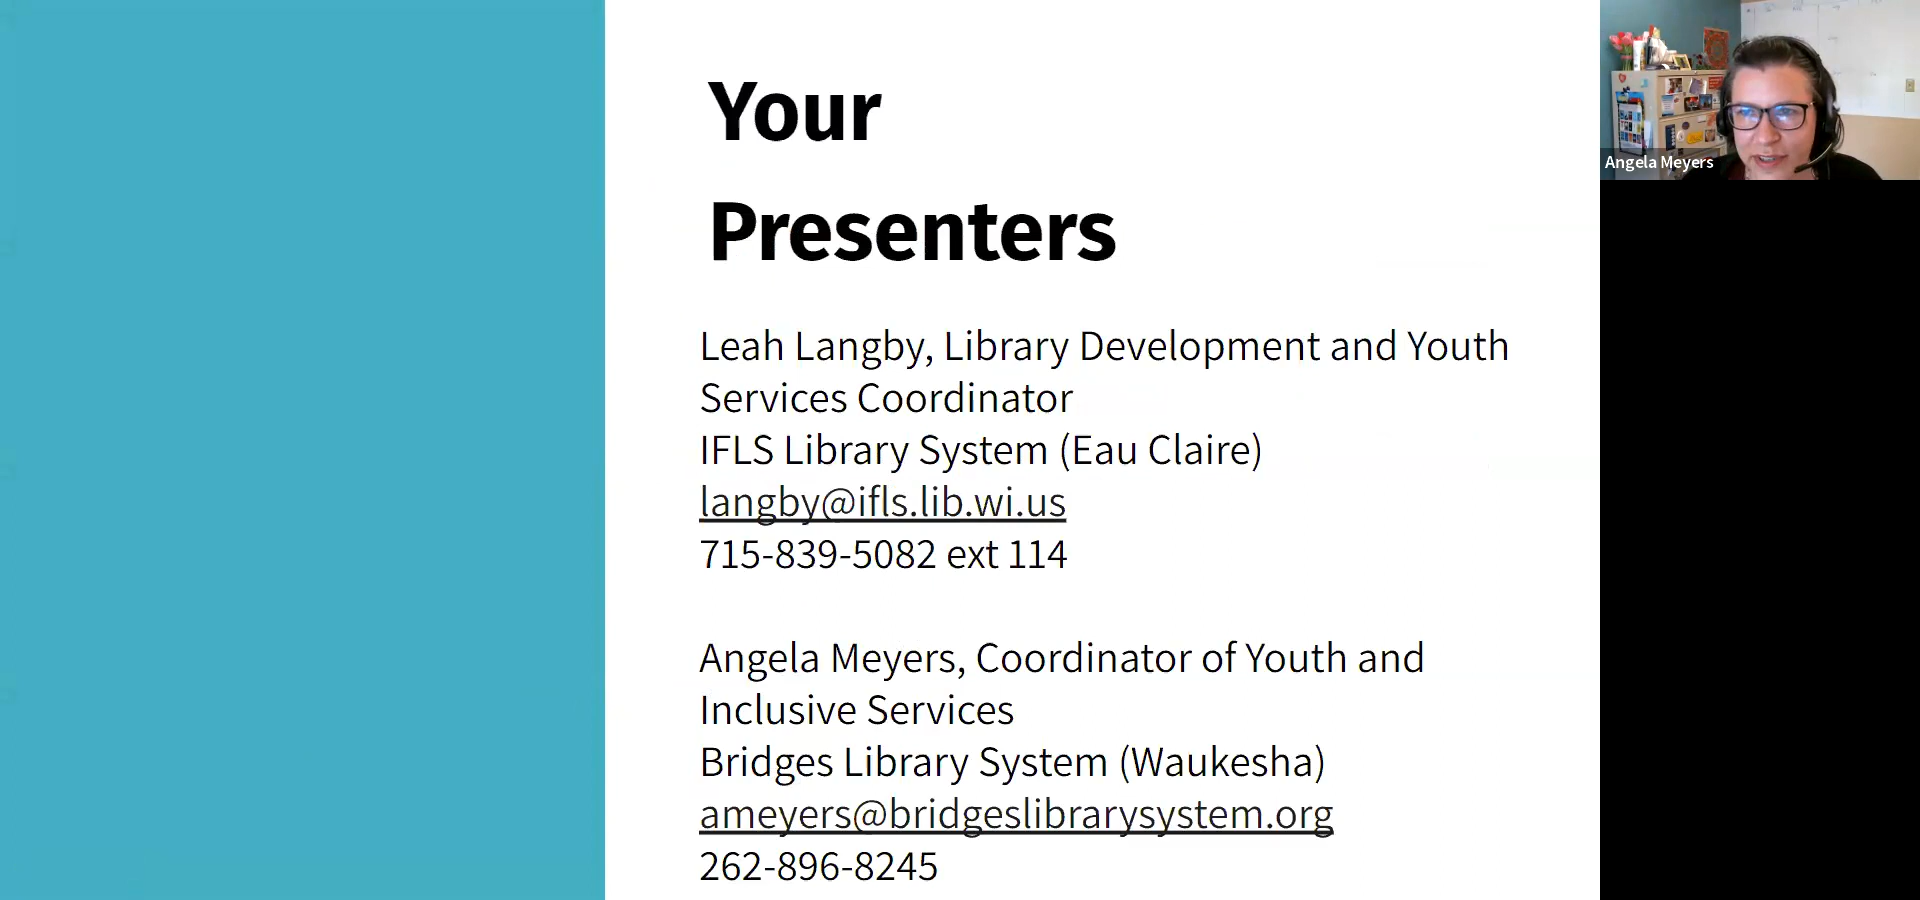 Your
Presenters
Leah Langby, Library Development and Youth
Services Coordinator
IFLS Library System (Eau Claire)
langby@ifls.lib.wi.us
715-839-5082 ext 114
Angela Meyers, Coordinator of Youth and
Inclusive Services
Bridges Library System (Waukesha)
ameyers@bridgeslibrarysystem.org
262-896-8245
Angela Meyers